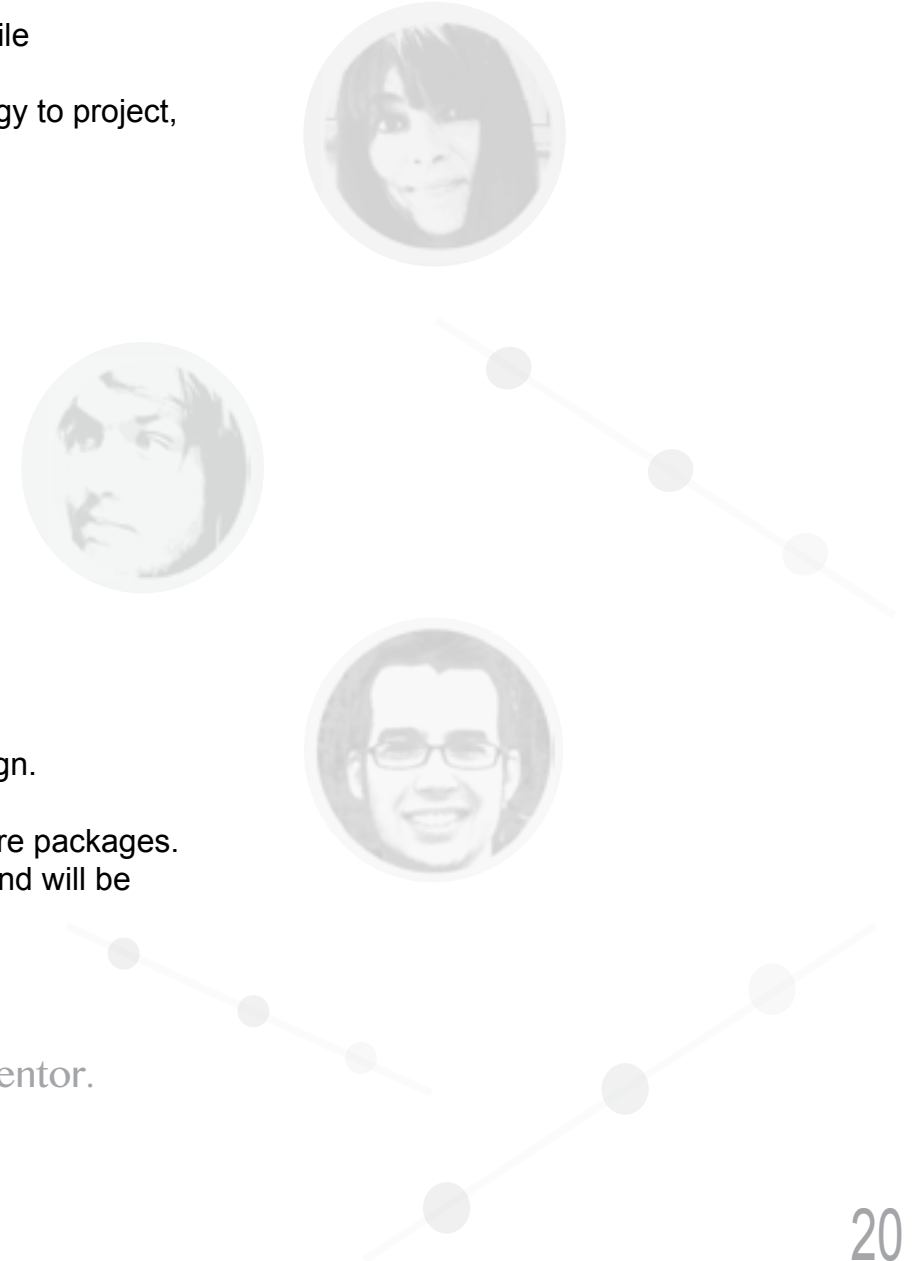 ile
gy to project,
gn.
re packages.
nd will be
entor.
20